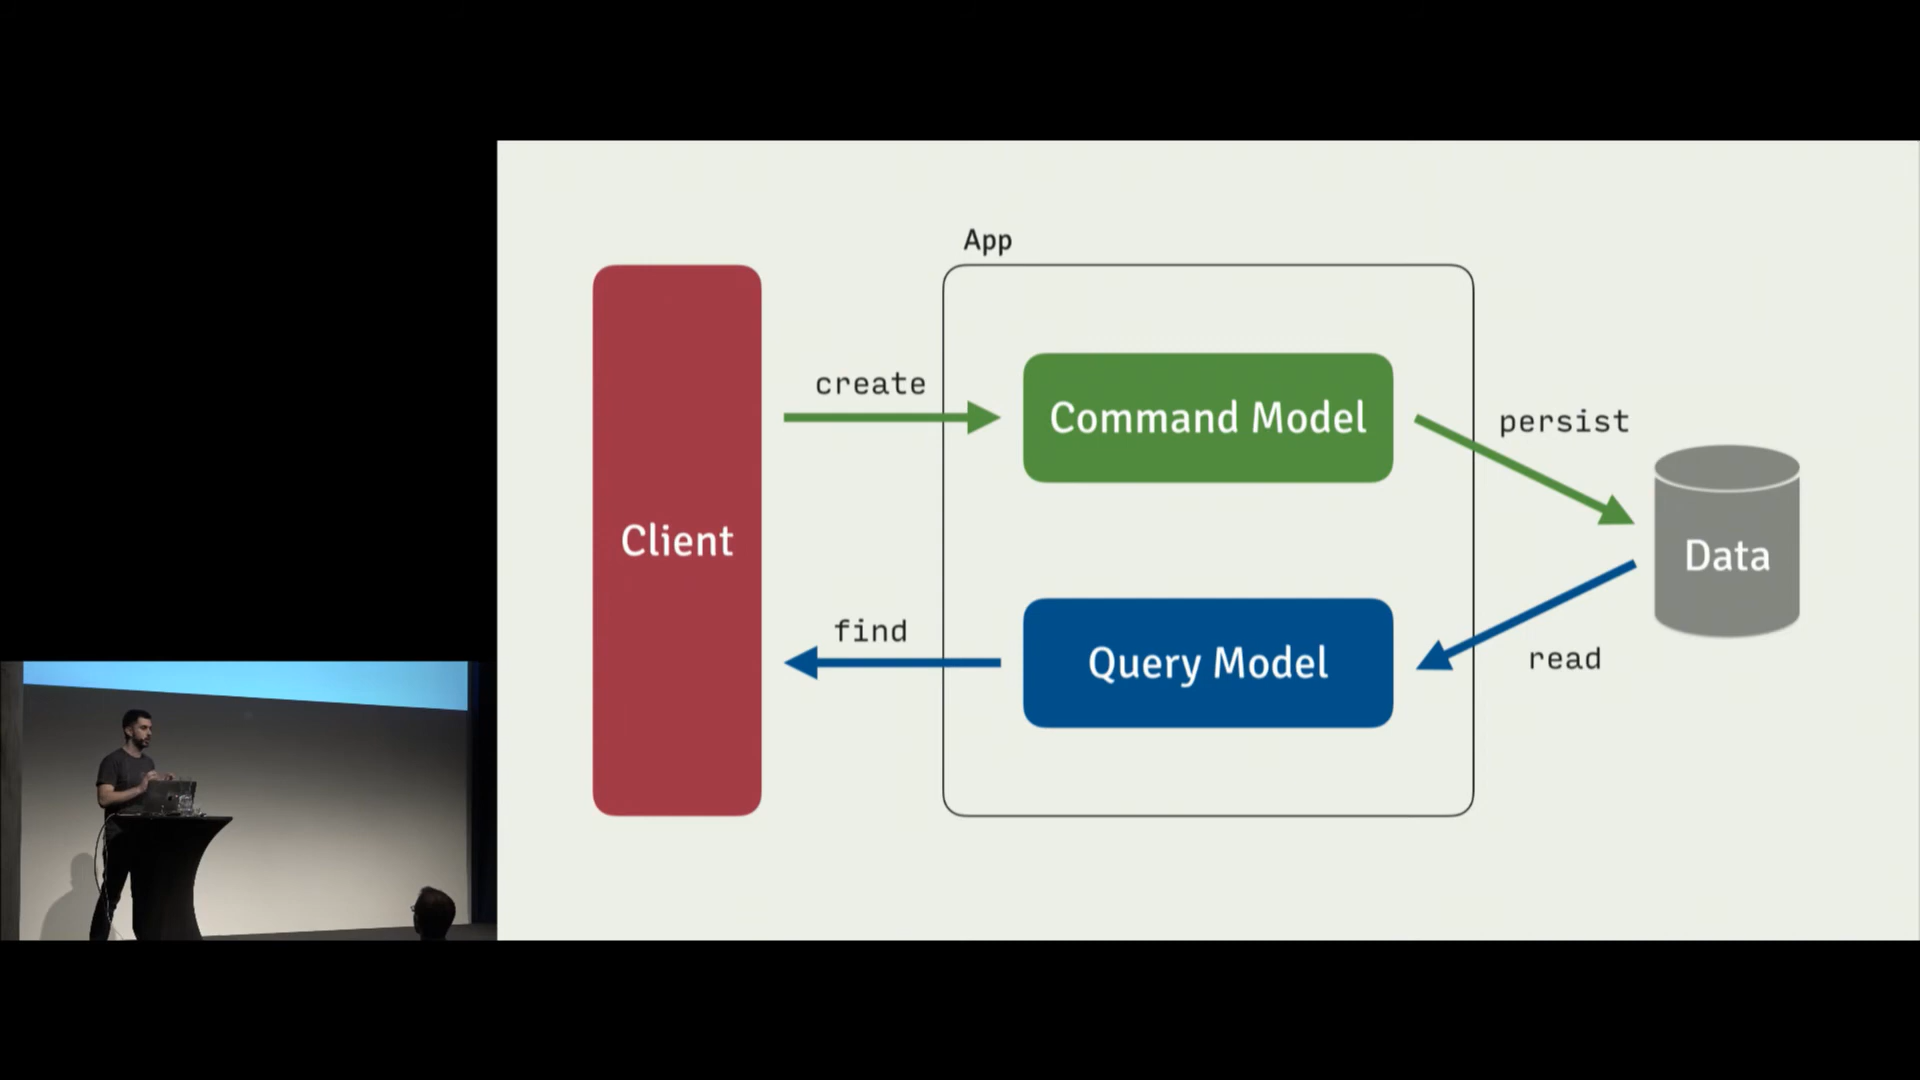 App
create
Command Model
persist
Client
Data
find
Query Model
read